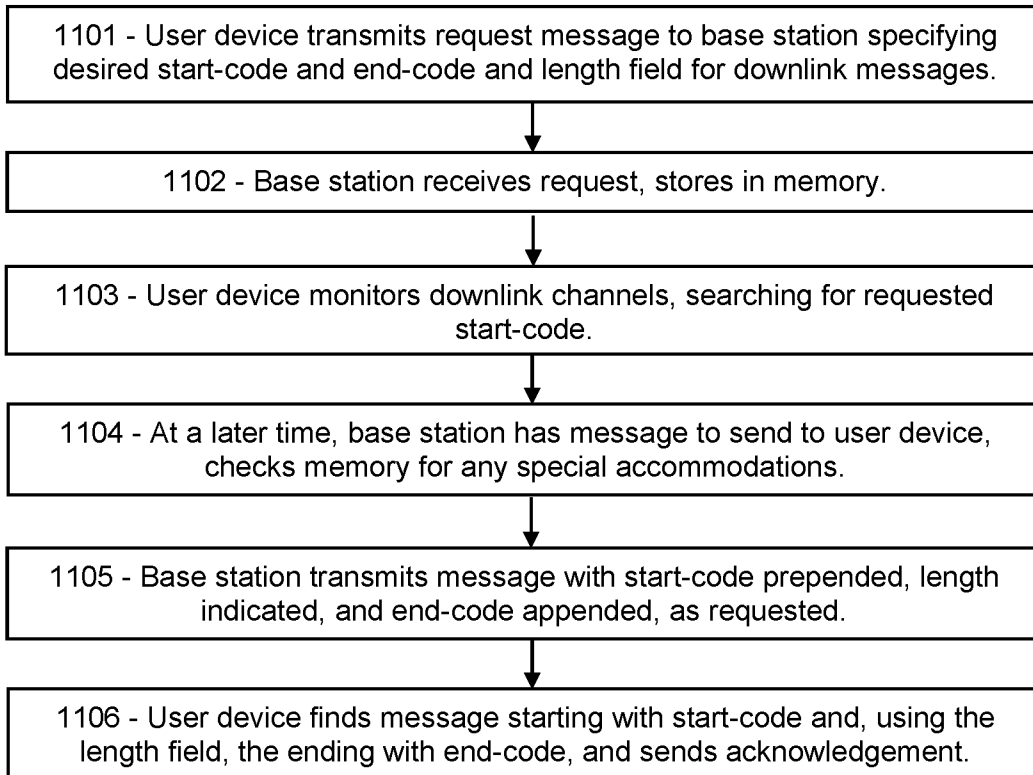 1101 - User device transmits request message to base station specifying
desired start-code and end-code and length field for downlink messages.
1102 - Base station receives request, stores in memory.
1103 - User device monitors downlink channels, searching for requested
start-code.
1104 - At a later time, base station has message to send to user device,
checks memory for any special accommodations.
1105 - Base station transmits message with start-code prepended, length
indicated, and end-code appended, as requested.
1106 - User device finds message starting with start-code and, using the
length field, the ending with end-code, and sends acknowledgement.